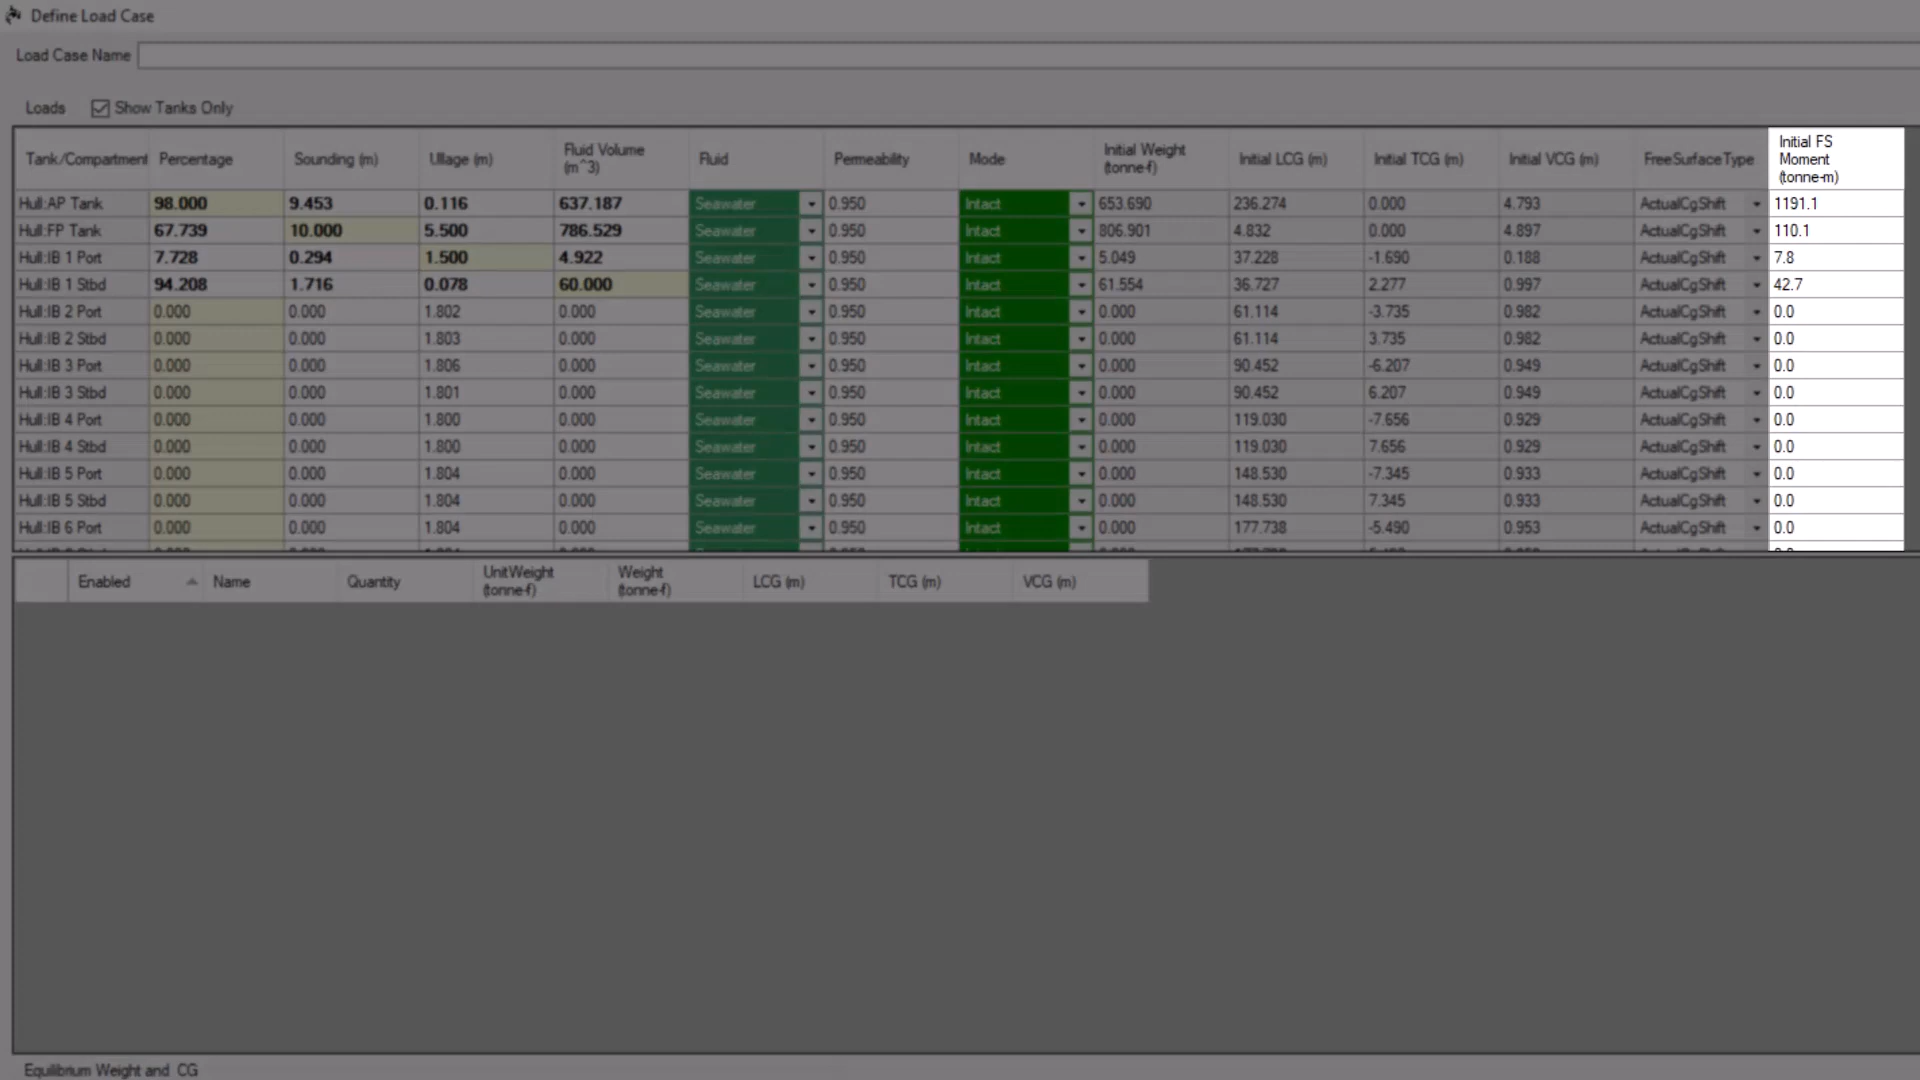 Define Load Case
Load Case Name
Loads Show Tanks Only
Tank/Compartment Percentage Sounding (m) Ullage (m) Fluid Volume (m^3) Fluid Permeability Mode Initial Weight (tonne-f) Initial LCG (m) Initial TCG (m) Initial VCG (m) FreeSurfaceType Initial FS Moment (tonne-m)
Hull:AP Tank 98.000 9.453 0.116 637.187 Seawater 0.950 Intact 653.690 236.274 0.000 4.793 ActualCgShift 1191.1
Hull:FP Tank 67.739 10.000 5.500 786.529 Seawater 0.950 Intact 806.901 4.832 0.000 4.897 ActualCgShift 110.1
Hull:IB 1 Port 7.728 0.294 1.500 4.922 Seawater 0.950 Intact 5.049 37.228 -1.690 0.188 ActualCgShift 7.8
Hull:IB 1 Stbd 94.208 1.716 0.078 60.000 Seawater 0.950 Intact 61.554 36.727 2.277 0.997 ActualCgShift 42.7
Hull:IB 2 Port 0.000 0.000 1.802 0.000 Seawater 0.950 Intact 0.000 61.114 -3.735 0.982 ActualCgShift 0.0
Hull:IB 2 Stbd 0.000 0.000 1.803 0.000 Seawater 0.950 Intact 0.000 61.114 3.735 0.982 ActualCgShift 0.0
Hull:IB 3 Port 0.000 0.000 1.806 0.000 Seawater 0.950 Intact 0.000 90.452 -6.207 0.949 ActualCgShift 0.0
Hull:IB 3 Stbd 0.000 0.000 1.801 0.000 Seawater 0.950 Intact 0.000 90.452 6.207 0.949 ActualCgShift 0.0
Hull:IB 4 Port 0.000 0.000 1.800 0.000 Seawater 0.950 Intact 0.000 119.030 -7.656 0.929 ActualCgShift 0.0
Hull:IB 4 Stbd 0.000 0.000 1.800 0.000 Seawater 0.950 Intact 0.000 119.030 7.656 0.929 ActualCgShift 0.0
Hull:IB 5 Port 0.000 0.000 1.804 0.000 Seawater 0.950 Intact 0.000 148.530 -7.345 0.933 ActualCgShift 0.0
Hull:IB 5 Stbd 0.000 0.000 1.804 0.000 Seawater 0.950 Intact 0.000 148.530 7.345 0.933 ActualCgShift 0.0
Hull:IB 6 Port 0.000 0.000 1.804 0.000 Seawater 0.950 Intact 0.000 177.738 -5.490 0.953 ActualCgShift 0.0
Enabled Name Quantity UnitWeight (tonne-f) Weight (tonne-f) LCG (m) TCG (m) VCG (m)
Equilibrium Weight and CG